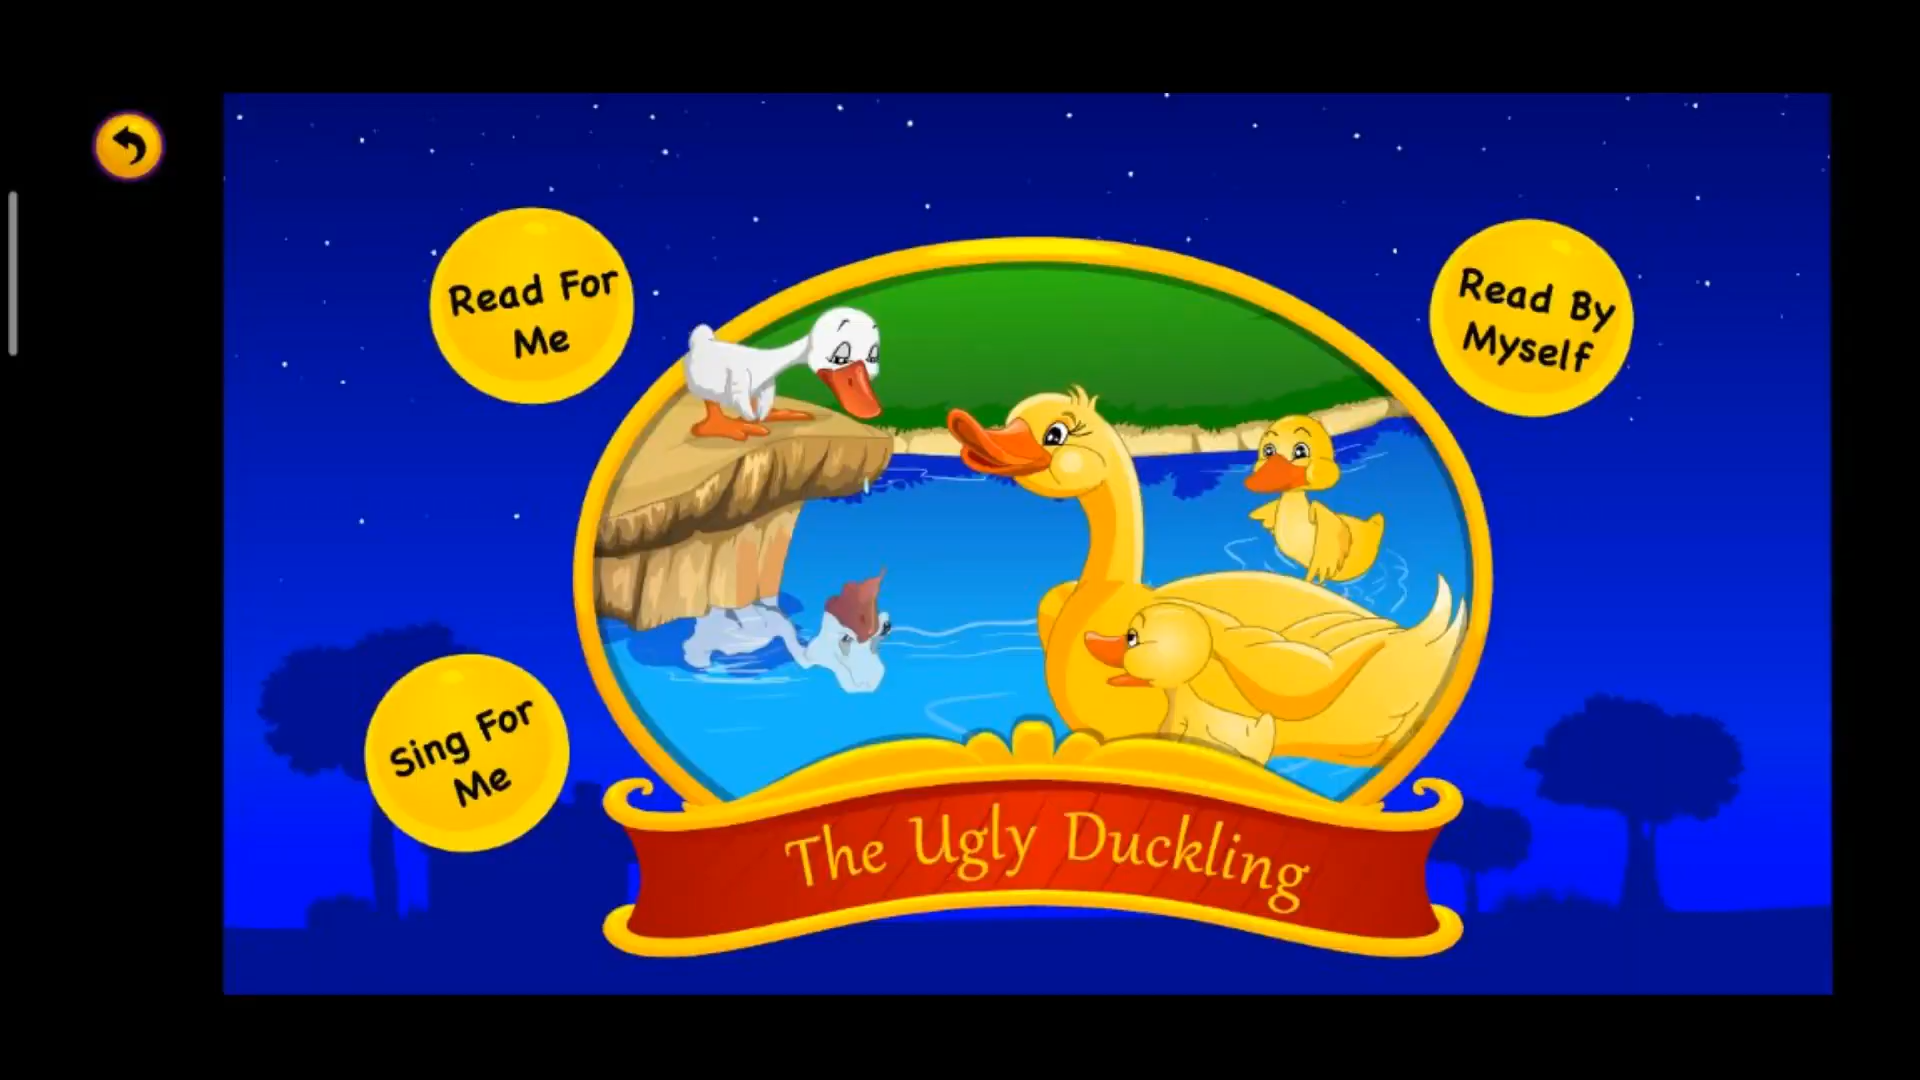 Read For
Me
Read By
Myself
Sing For
Me
The Ugly Duckling